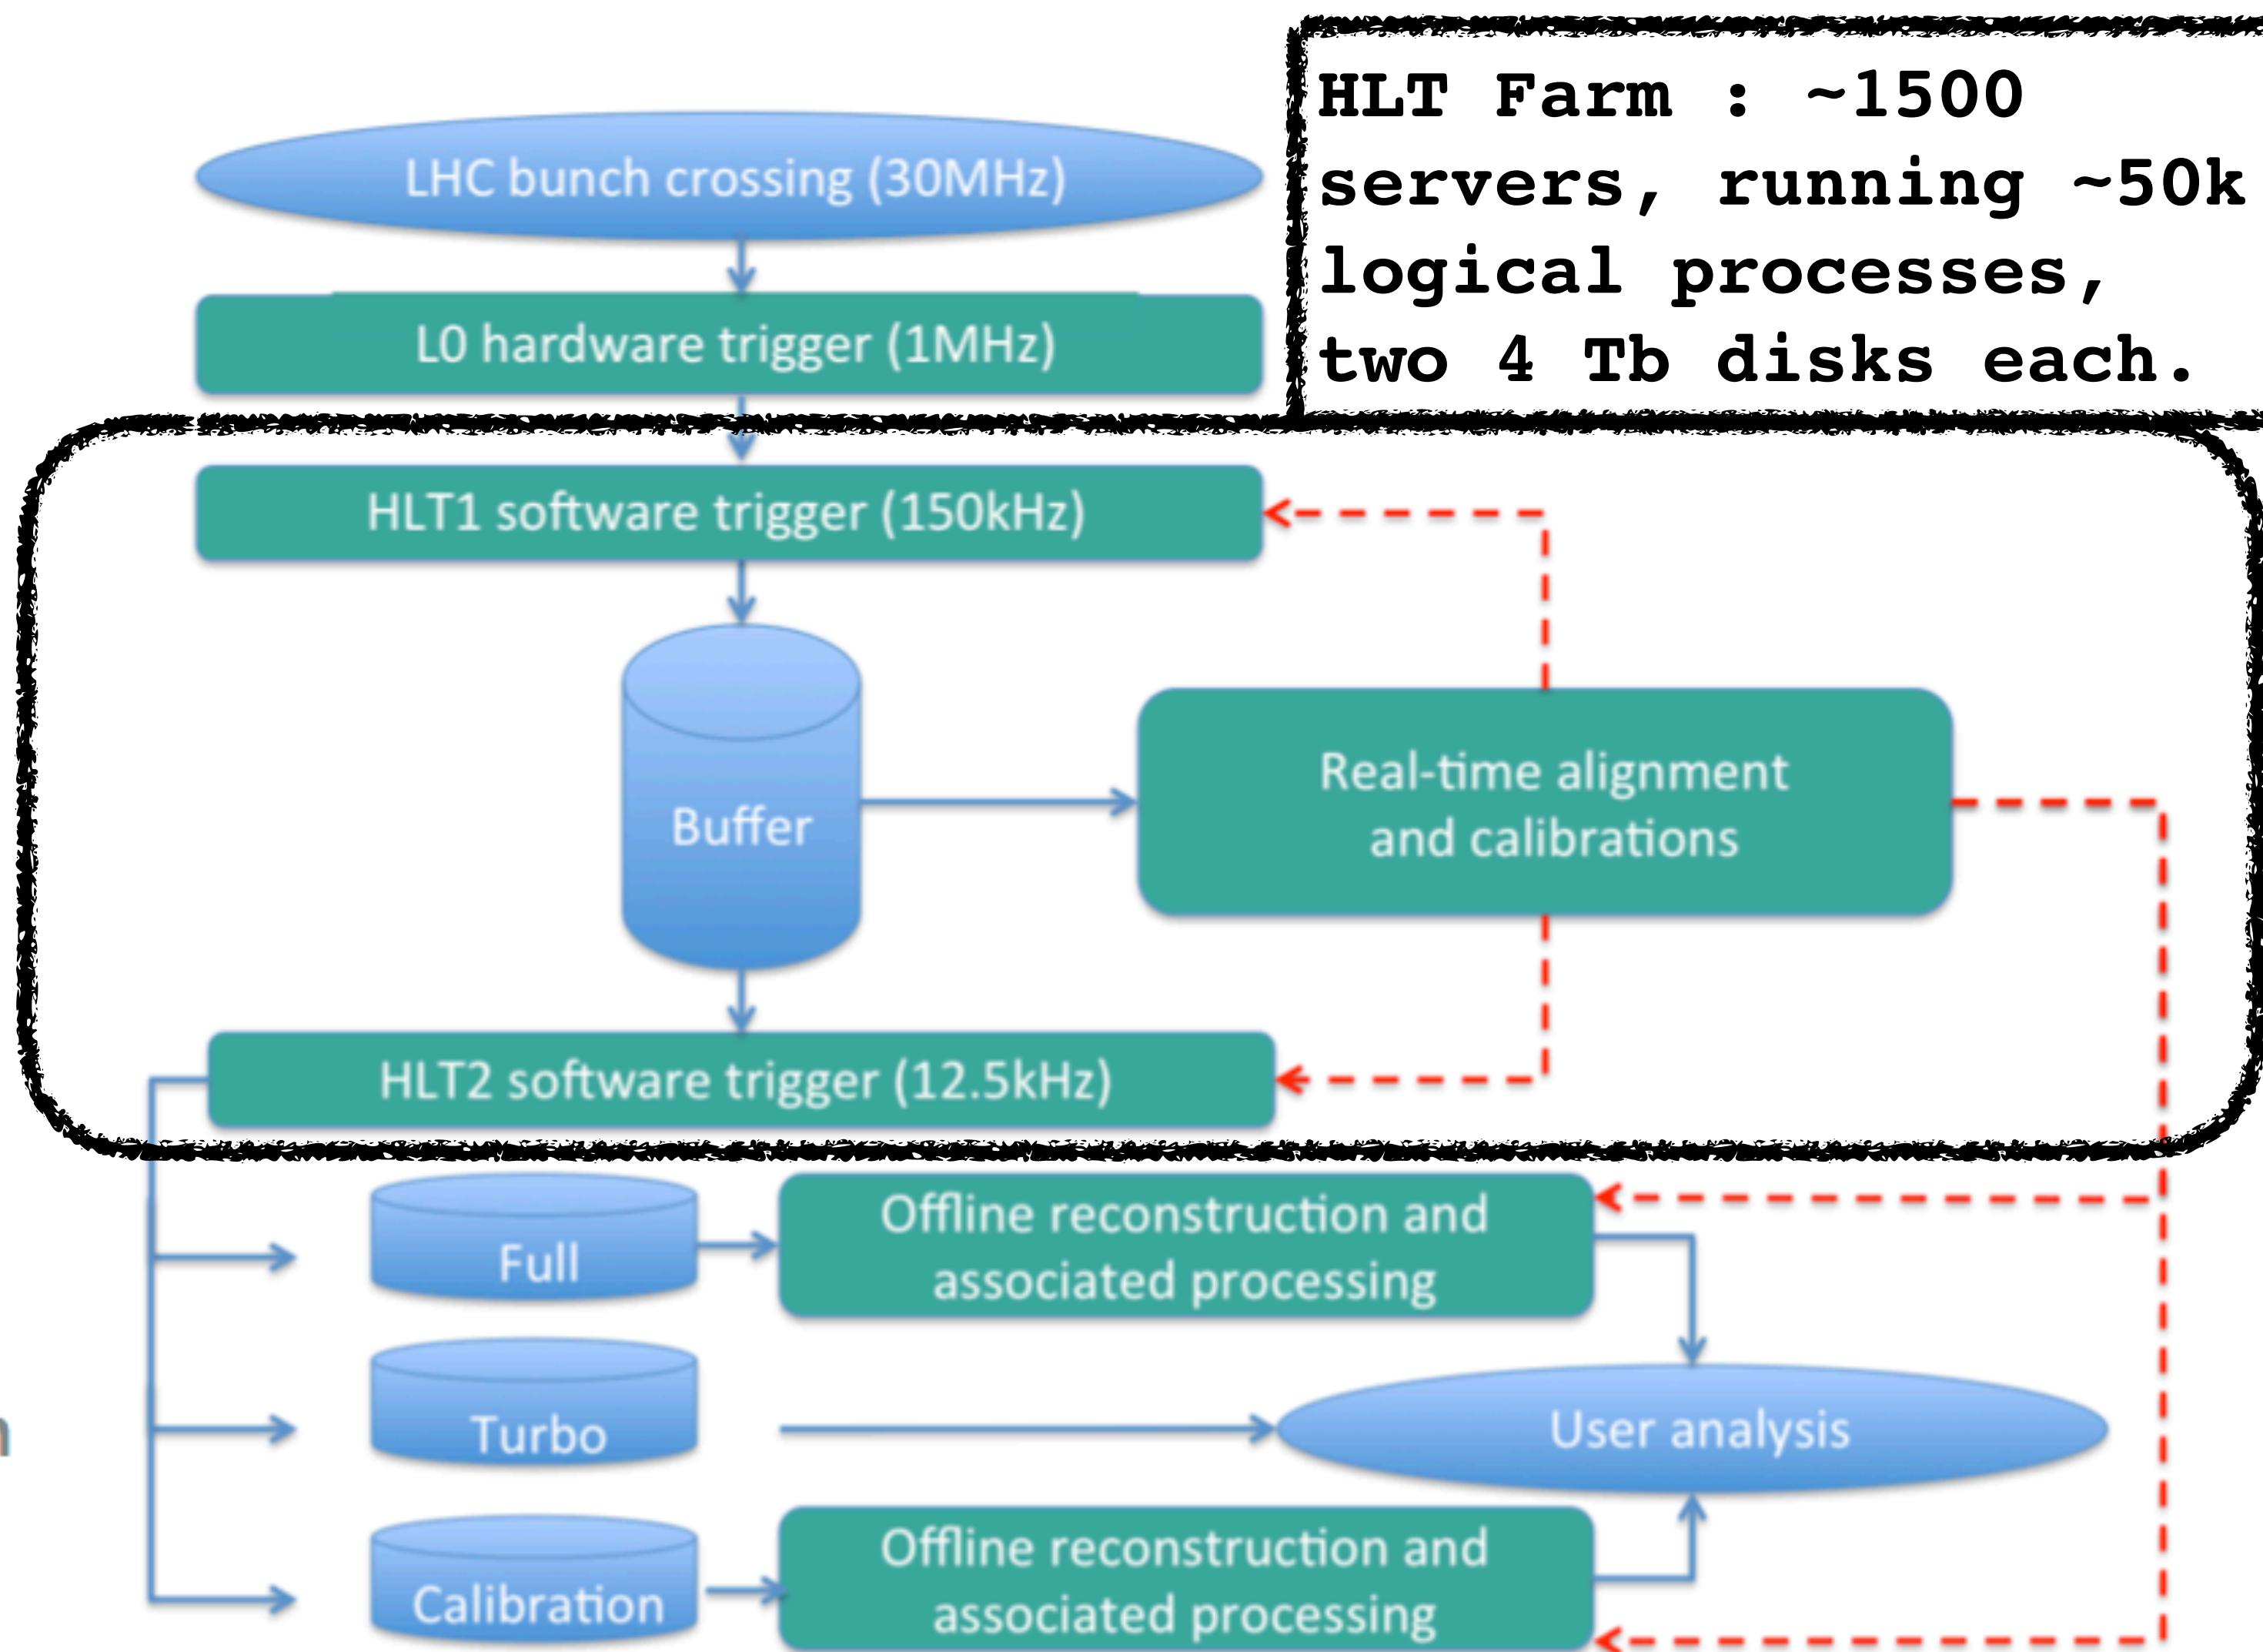 HLT Farm : ~1500
servers, running ~50k
logical processes,
two 4 Tb disks each.
LHC bunch crossing (30MHz)
L0 hardware trigger (1MHz)
HLT1 software trigger (150kHz)
Buffer
Real-time alignment
and calibrations
HLT2 software trigger (12.5kHz)
Full
Offline reconstruction and
associated processing
Turbo
User analysis
Calibration
Offline reconstruction and
associated processing